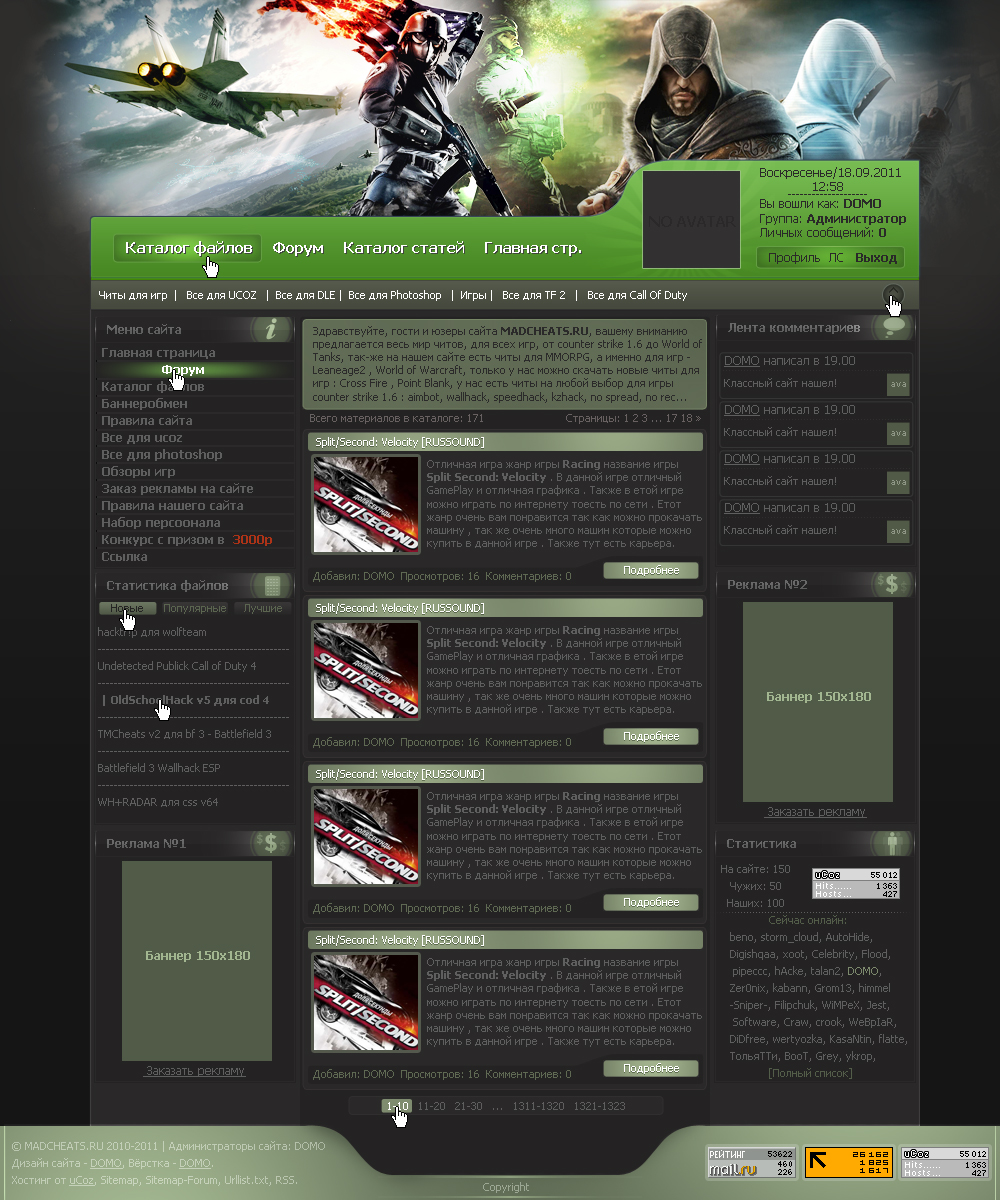 NO AVATAR
Воскресенье/18.09.2011
12:58
Вы вошли как: DOMO
Группа: Администратор
Личных сообщений: 0
Профиль ЛС Выход
Каталог файлов Форум Каталог статей Главная стр.
Читы для игр | Все для UCOZ | Все для DLE | Все для Photoshop | Игры | Все для TF 2 | Все для Call Of Duty
Меню сайта
Главная страница
Форум
Каталог файлов
Баннеробмен
Правила сайта
Все для ucoz
Все для photoshop
Обзоры игр
Заказ рекламы на сайте
Правила нашего сайта
Набор персоонала
Конкурс с призом в 3000р
Ссылка
Статистика файлов
Новые Популярные Лучшие
для wolfteam
Undetected Publick Call of Duty 4
| OldSchoolHack v5 для cod 4
TMCheats v2 для bf 3 - Battlefield 3
Battlefield 3 Wallhack ESP
WH+RADAR для css v64
Реклама №1
Баннер 150x180
Заказать рекламу
Здравствуйте, гости и юзеры сайта MADCHEATS.RU, вашему вниманию
предлагается весь мир читов, для всех игр, от counter strike 1.6 до World of
Tanks, так-же на нашем сайте есть читы для MMORPG, а именно для игр -
Leaneage2 , World of Warcraft, только у нас можно скачать новые читы для
игр : Cross Fire , Point Blank, у нас есть читы на любой выбор для игры
counter strike 1.6 : aimbot, wallhack, speedhack, kzhack, no spread, no rec...
Всего материалов в каталоге: 171 Страницы: 1 2 3 ... 17 18 »
Split/Second: Velocity [RUSSOUND]
ДОЛИ СЕКУНДЫ
SPLIT/SECOND
Отличная игра жанр игры Racing название игры
Split Second: Velocity . В данной игре отличный
GamePlay и отличная графика . Также в етой игре
можно играть по интернету тоесть по сети . Етот
жанр очень вам понравится так как можно прокачать
машину , так же очень много машин которые можно
купить в данной игре . Также тут есть карьера.
Добавил: DOMO Просмотров: 16 Комментариев: 0 Подробнее
Split/Second: Velocity [RUSSOUND]
ДОЛИ СЕКУНДЫ
SPLIT/SECOND
Отличная игра жанр игры Racing название игры
Split Second: Velocity . В данной игре отличный
GamePlay и отличная графика . Также в етой игре
можно играть по интернету тоесть по сети . Етот
жанр очень вам понравится так как можно прокачать
машину , так же очень много машин которые можно
купить в данной игре . Также тут есть карьера.
Добавил: DOMO Просмотров: 16 Комментариев: 0 Подробнее
Split/Second: Velocity [RUSSOUND]
ДОЛИ СЕКУНДЫ
SPLIT/SECOND
Отличная игра жанр игры Racing название игры
Split Second: Velocity . В данной игре отличный
GamePlay и отличная графика . Также в етой игре
можно играть по интернету тоесть по сети . Етот
жанр очень вам понравится так как можно прокачать
машину , так же очень много машин которые можно
купить в данной игре . Также тут есть карьера.
Добавил: DOMO Просмотров: 16 Комментариев: 0 Подробнее
Split/Second: Velocity [RUSSOUND]
ДОЛИ СЕКУНДЫ
SPLIT/SECOND
Отличная игра жанр игры Racing название игры
Split Second: Velocity . В данной игре отличный
GamePlay и отличная графика . Также в етой игре
можно играть по интернету тоесть по сети . Етот
жанр очень вам понравится так как можно прокачать
машину , так же очень много машин которые можно
купить в данной игре . Также тут есть карьера.
Добавил: DOMO Просмотров: 16 Комментариев: 0 Подробнее
1-10 11-20 21-30 ... 1311-1320 1321-1323
Лента комментариев
DOMO написал в 19.00
Классный сайт нашел! ava
DOMO написал в 19.00
Классный сайт нашел! ava
DOMO написал в 19.00
Классный сайт нашел! ava
DOMO написал в 19.00
Классный сайт нашел! ava
Реклама №2
Баннер 150x180
Заказать рекламу
Статистика
На сайте: 150
Чужих: 50
Наших: 100
uCoz 55 012
Hits...... 1 363
Hosts... 427
Сейчас онлайн:
beno, storm_cloud, AutoHide,
Digishqaa, xoot, Celebrity, Flood,
pipeccc, hAcke, talan2, DOMO,
Zer0nix, kabann, Grom13, himmel
-Sniper-, Filipchuk, WiMPeX, Jest,
Software, Craw, crook, WeBpIaR,
DiDfree, wertyozka, KasaNtin, flatte,
ТольяТТи, BooT, Grey, ykrop,
[Полный список]
© MADCHEATS.RU 2010-2011 | Администраторы сайта: DOMO
Дизайн сайта - DOMO, Вёрстка - DOMO.
Хостинг от uCoz, Sitemap, Sitemap-Forum, Urllist.txt, RSS.
Copyright
РЕЙТИНГ 53622
460
mail.ru 226
26 162
1 825
1 617
uCoz 55 012
Hits...... 1 363
Hosts... 427